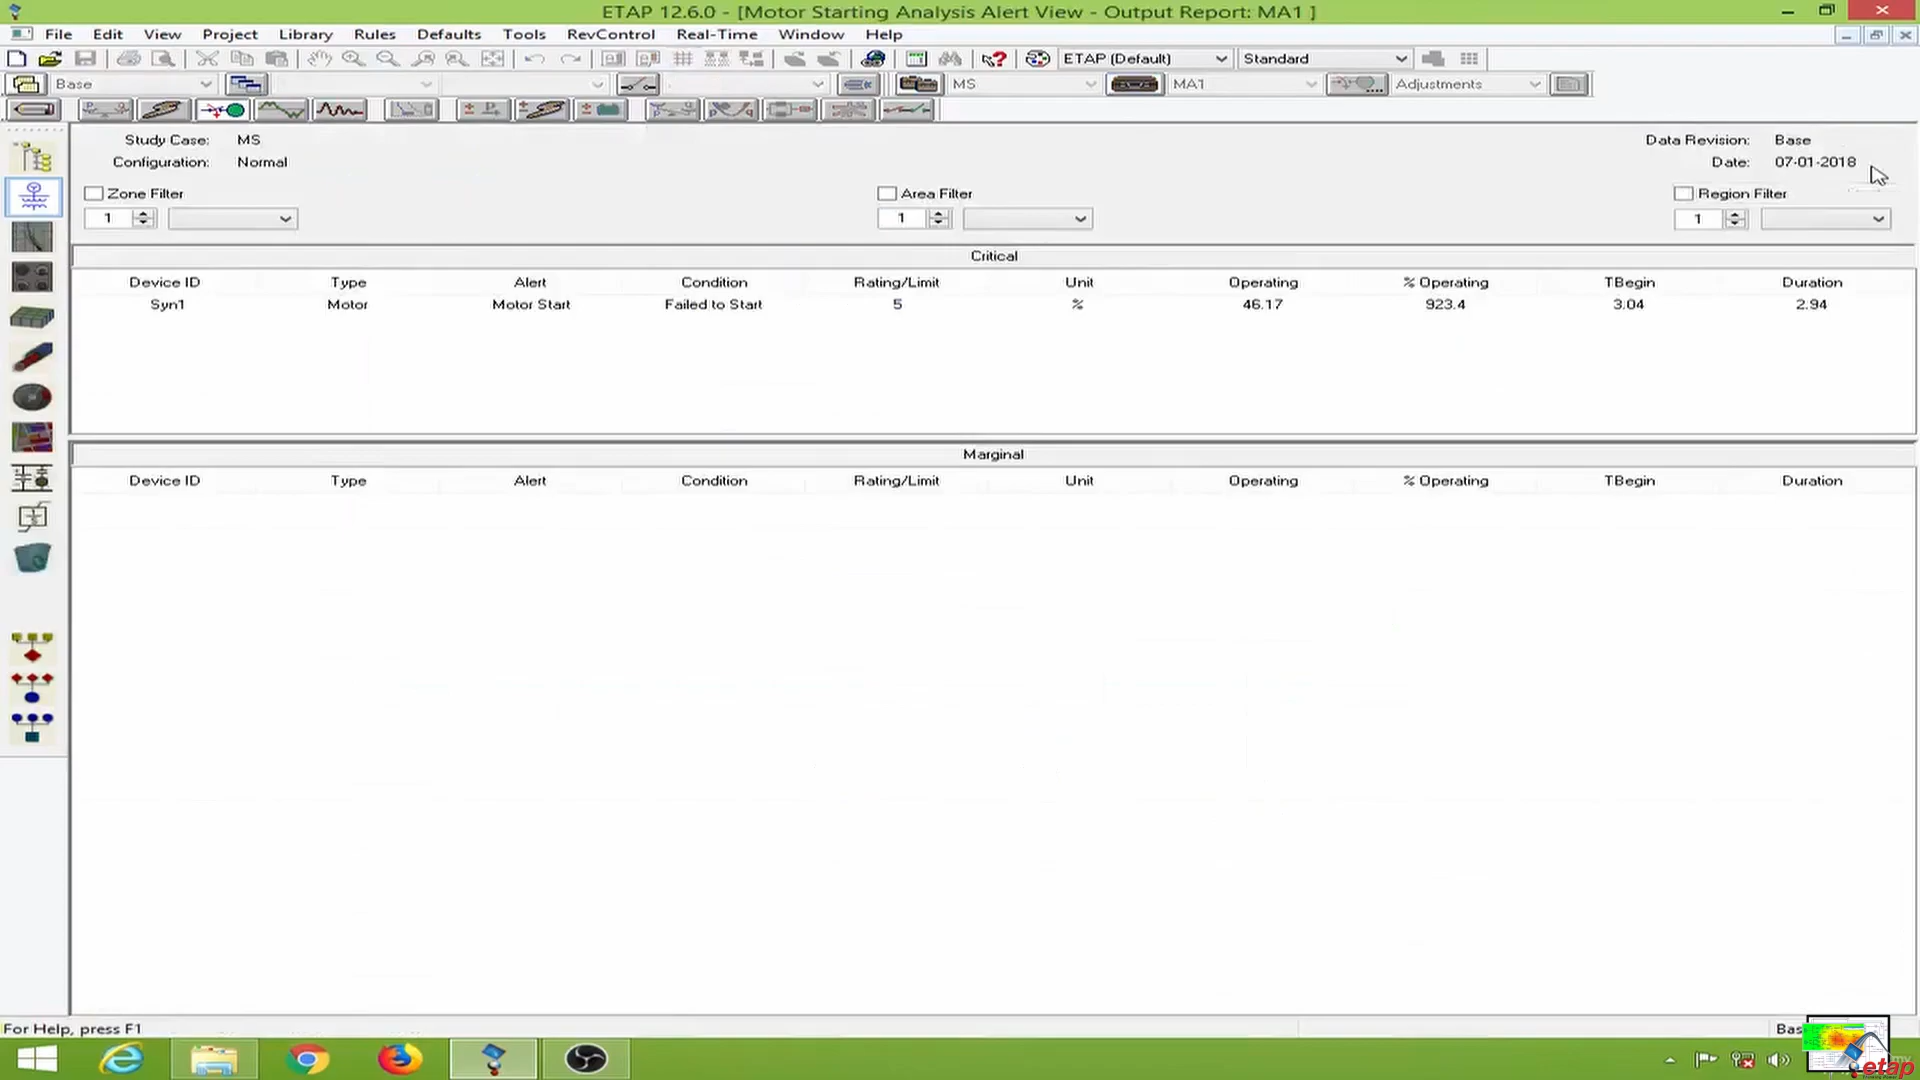 ETAP 12.6.0 - [Motor Starting Analysis Alert View - Output Report: MA1 ]
File Edit View Project Library Rules Defaults Tools RevControl Real-Time Window Help
ETAP (Default) Standard
Base MS MA1 Adjustments
Study Case: MS Data Revision: Base
Configuration: Normal Date: 07-01-2018
Zone Filter Area Filter Region Filter
1 1 1
Critical
Device ID Type Alert Condition Rating/Limit Unit Operating % Operating TBegin Duration
Syn1 Motor Motor Start Failed to Start 5 % 46.17 923.4 3.04 2.94
Marginal
Device ID Type Alert Condition Rating/Limit Unit Operating % Operating TBegin Duration
For Help, press F1
etap